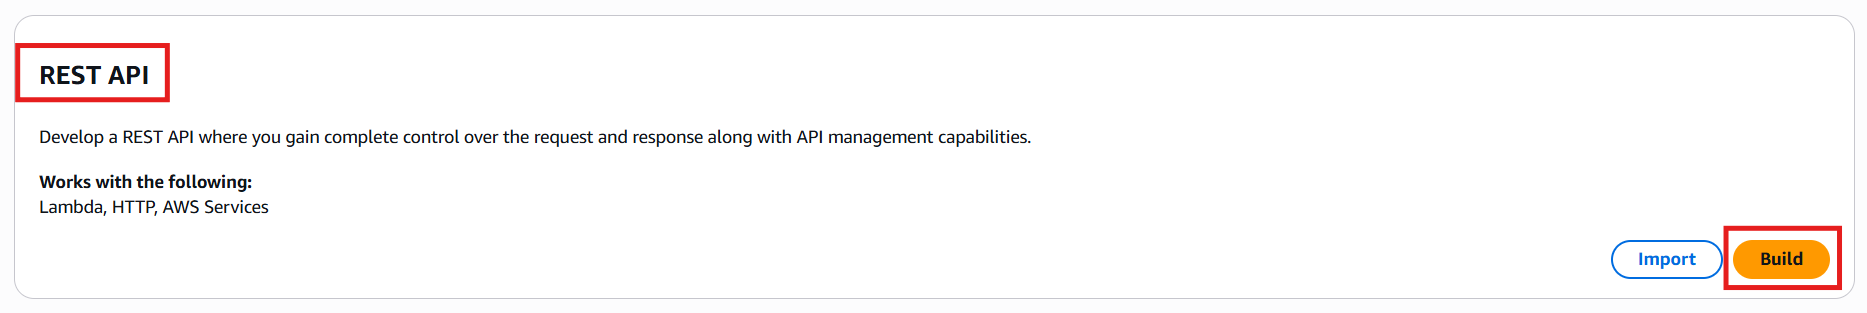 REST API
Develop a REST API where you gain complete control over the request and response along with API management capabilities.
Works with the following:
Lambda, HTTP, AWS Services
Import
Build